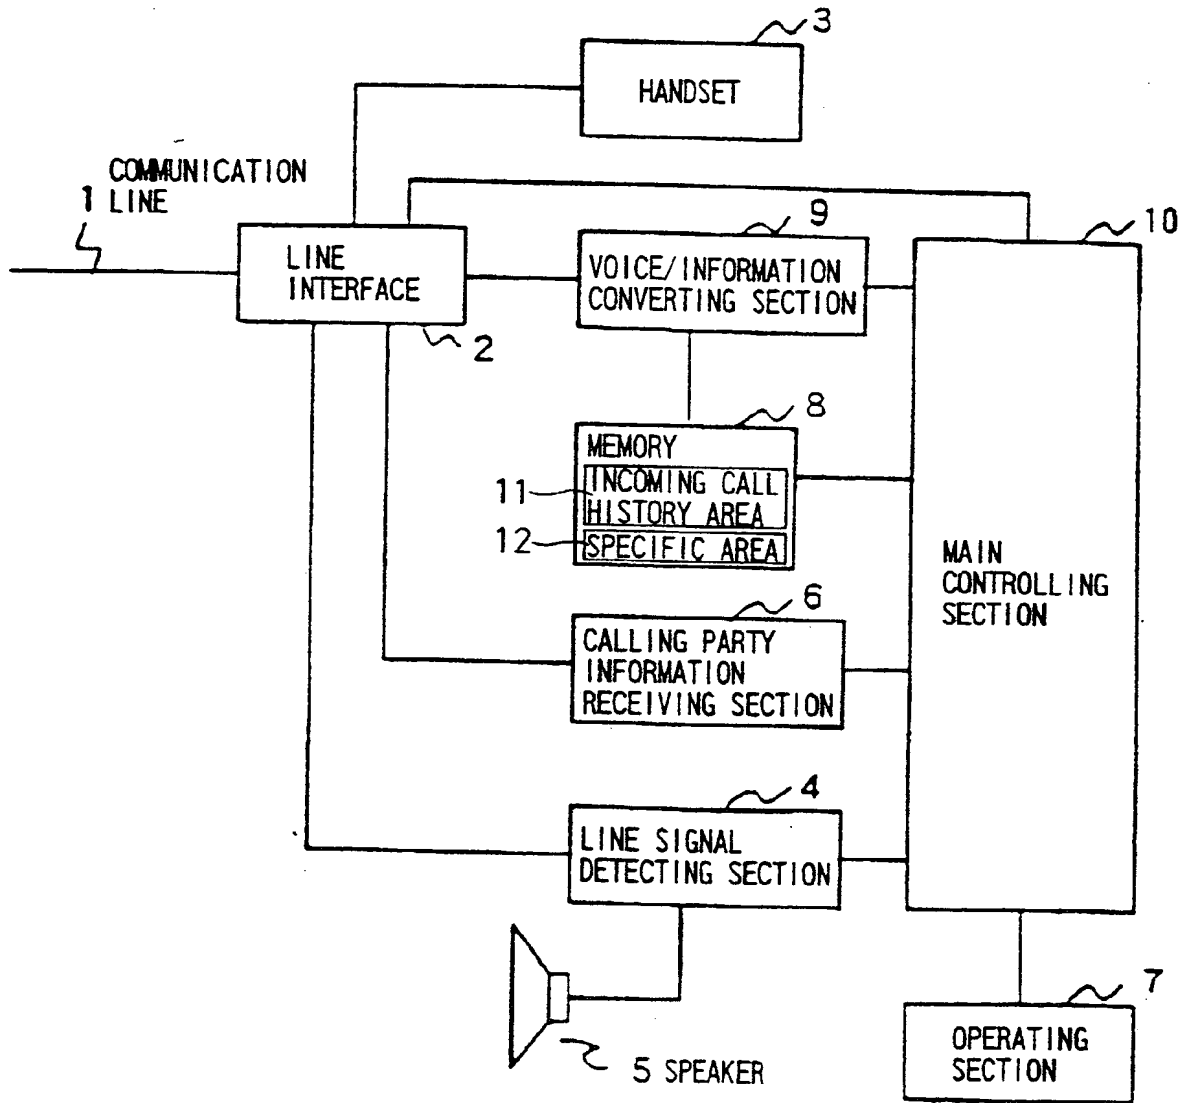 3
HANDSET
COMMUNICATION
1 LINE
9
10
LINE
INTERFACE
VOICE/INFORMATION
CONVERTING SECTION
2
8
MEMORY
11 INCOMING CALL
HISTORY AREA
12 SPECIFIC AREA
MAIN
CONTROLLING
SECTION
6
CALLING PARTY
INFORMATION
RECEIVING SECTION
4
LINE SIGNAL
DETECTING SECTION
7
OPERATING
SECTION
5 SPEAKER